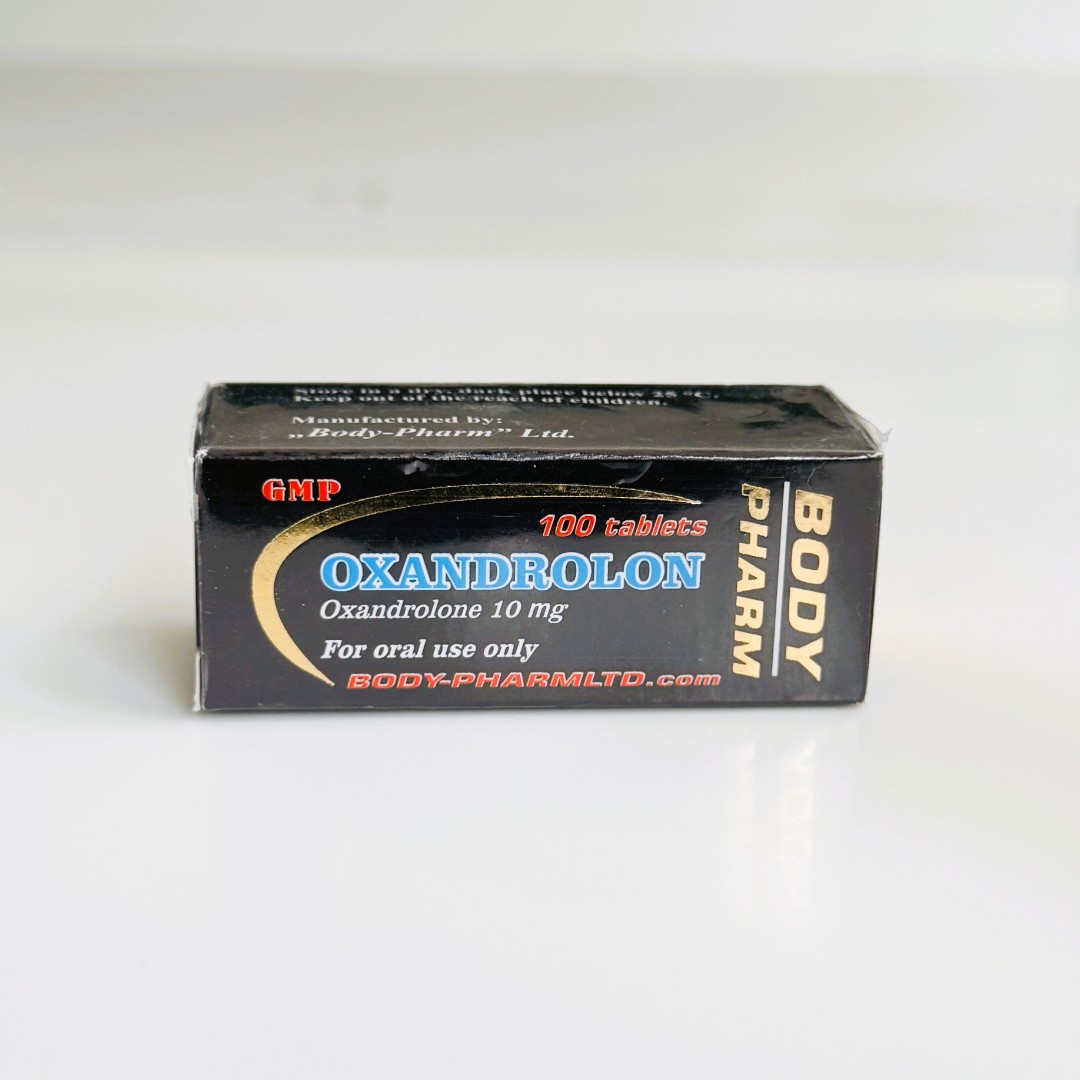 Store in a dry, dark place below 25 °C.
Keep out of the reach of children.
Manufactured by:
„Body-Pharm” Ltd.
GMP
100 tablets
OXANDROLON
Oxandrolone 10 mg
For oral use only
BODY-PHARMLTD.com
BODY
PHARM